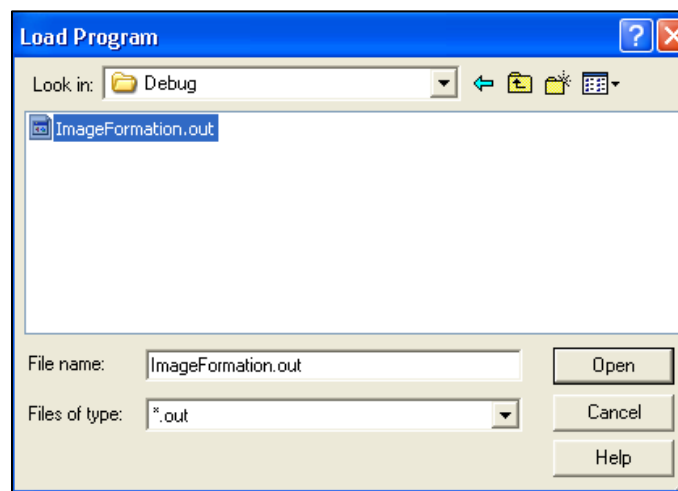 Load Program
Look in: Debug
ImageFormation.out
File name: ImageFormation.out Open
Files of type: *.out Cancel
Help